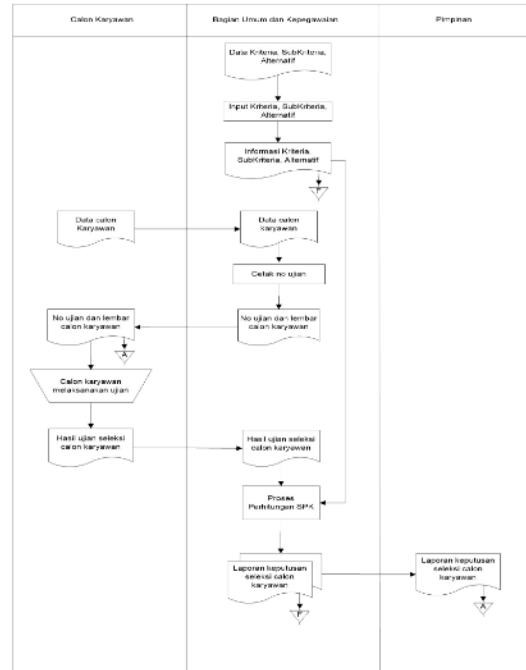 Calon Karyawan
Bagian Umum dan Kepegawaian
Pimpinan
Data Kriteria, SubKriteria,
Alternatif
Input Kriteria, SubKriteria,
Alternatif
Informasi Kriteria,
SubKriteria, Alternatif
F
Data calon
Karyawan
Data calon
karyawan
Cetak no ujian
No ujian dan lembar
calon karyawan
A
No ujian dan lembar
calon karyawan
Calon karyawan
melaksanakan ujian
Hasil ujian seleksi
calon karyawan
Hasil ujian seleksi
calon karyawan
Proses
Perhitungan SPK
Laporan keputusan
seleksi calon
karyawan
F
Laporan keputusan
seleksi calon
karyawan
A